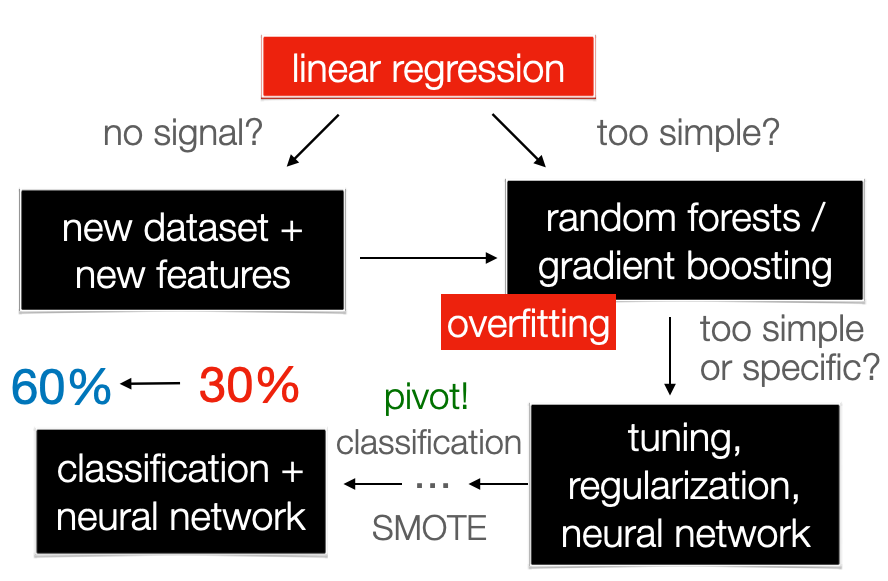 linear regression
no signal?
too simple?
new dataset +
new features
random forests /
gradient boosting
overfitting
too simple
or specific?
60%
30%
pivot!
classification
...
SMOTE
tuning,
regularization,
neural network
classification +
neural network